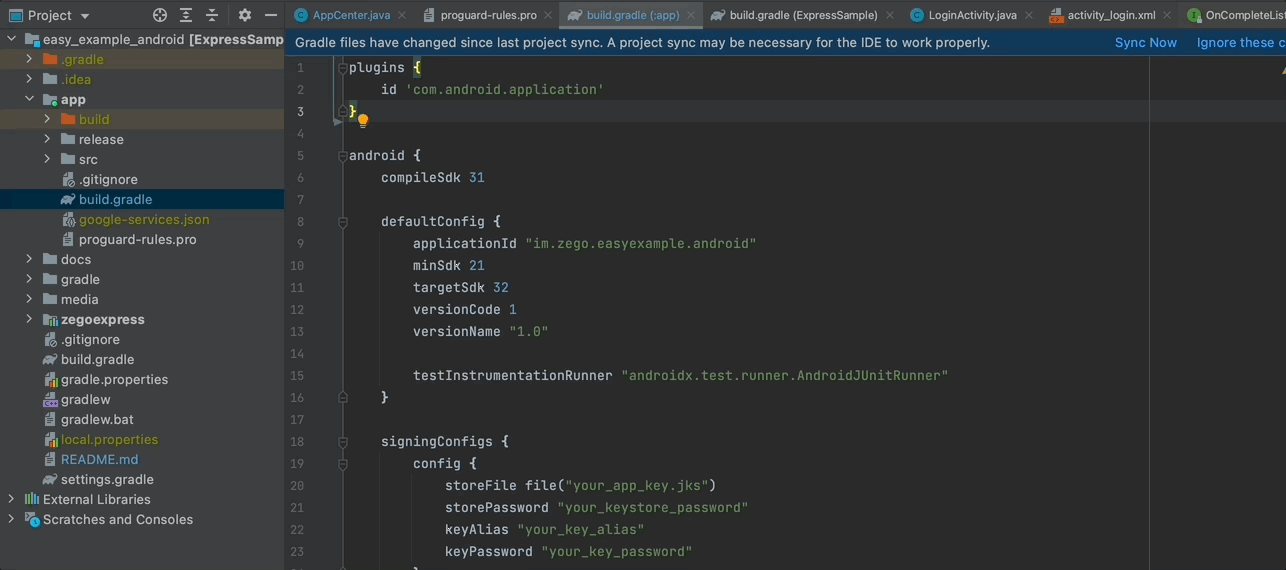 Project
AppCenter.java
proguard-rules.pro
build.gradle (:app)
build.gradle (ExpressSample)
LoginActivity.java
activity_login.xml
OnCompleteList
easy_example_android [ExpressSamp
.gradle
.idea
app
build
release
src
.gitignore
build.gradle
google-services.json
proguard-rules.pro
docs
gradle
media
zegoexpress
.gitignore
build.gradle
gradle.properties
gradlew
gradlew.bat
local.properties
README.md
settings.gradle
External Libraries
Scratches and Consoles
Gradle files have changed since last project sync. A project sync may be necessary for the IDE to work properly.
Sync Now
Ignore these c
1 plugins {
2 id 'com.android.application'
3 }
4
5 android {
6 compileSdk 31
7
8 defaultConfig {
9 applicationId "im.zego.easyexample.android"
10 minSdk 21
11 targetSdk 32
12 versionCode 1
13 versionName "1.0"
14
15 testInstrumentationRunner "androidx.test.runner.AndroidJUnitRunner"
16 }
17
18 signingConfigs {
19 config {
20 storeFile file("your_app_key.jks")
21 storePassword "your_keystore_password"
22 keyAlias "your_key_alias"
23 keyPassword "your_key_password"